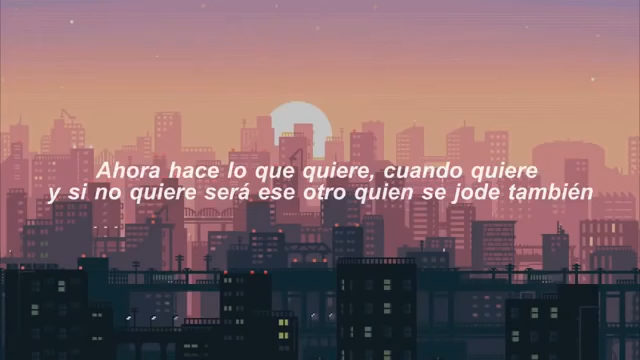 Ahora hace lo que quiere, cuando quiere
y si no quiere será ese otro quien se jode también